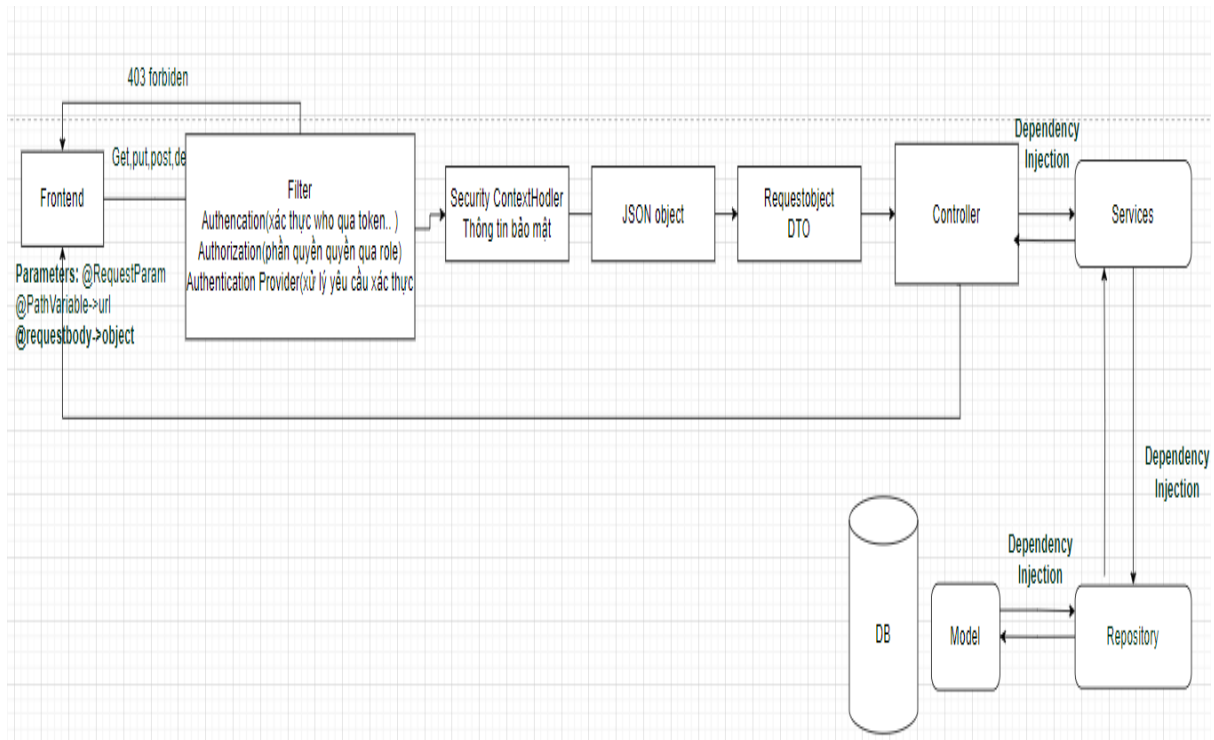 403 forbiden
Get,put,post,de
Frontend
Parameters: @RequestParam
@PathVariable->url
@requestbody->object
Filter
Authencation(xác thực who qua token.. )
Authorization(phần quyền quyền qua role)
Authentication Provider(xử lý yêu cầu xác thực
Security ContextHodler
Thông tin bảo mật
JSON object
Requestobject
DTO
Controller
Dependency
Injection
Services
Dependency
Injection
DB
Model
Dependency
Injection
Repository